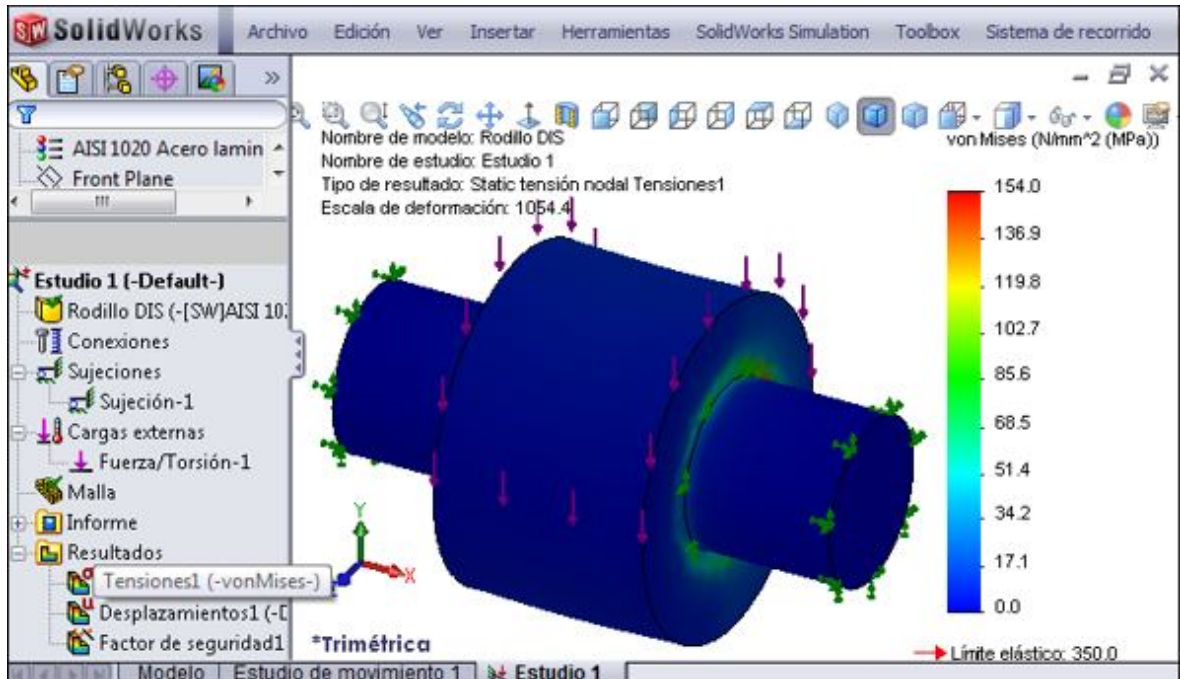 SolidWorks
Archivo Edición Ver Insertar Herramientas SolidWorks Simulation Toolbox Sistema de recorrido
AISI 1020 Acero lamin
Front Plane
Nombre de modelo: Rodillo DIS
Nombre de estudio: Estudio 1
Tipo de resultado: Static tensión nodal Tensiones1
Escala de deformación: 1054.4
von Mises (N/mm^2 (MPa))
154.0
136.9
119.8
102.7
85.6
68.5
51.4
34.2
17.1
0.0
Límite elástico: 350.0
Estudio 1 (-Default-)
Rodillo DIS (-[SW]AISI 10
Conexiones
Sujeciones
Sujeción-1
Cargas externas
Fuerza/Torsión-1
Malla
Informe
Resultados
Tensiones1 (-vonMises-)
Desplazamientos1 (-D
Factor de seguridad1
Y
X
*Trimétrica
Modelo Estudio de movimiento 1 Estudio 1